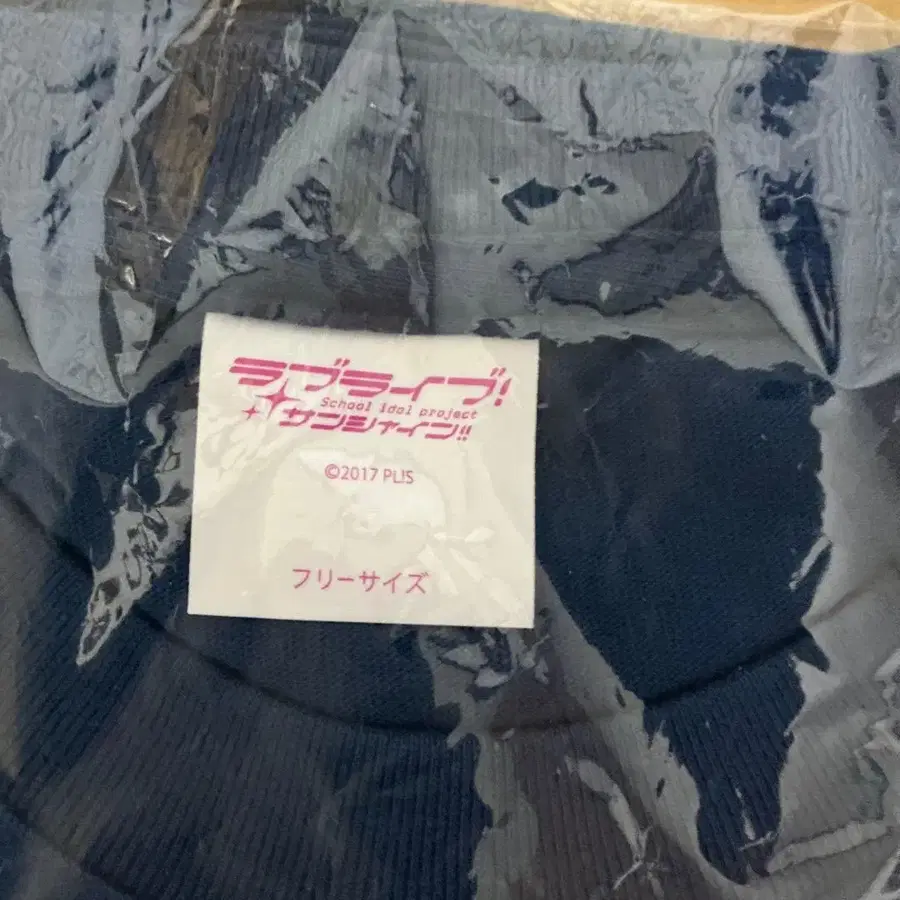 ラブライブ!
School idol project
サンシャイン!!
©2017 PL!S
フリーサイズ